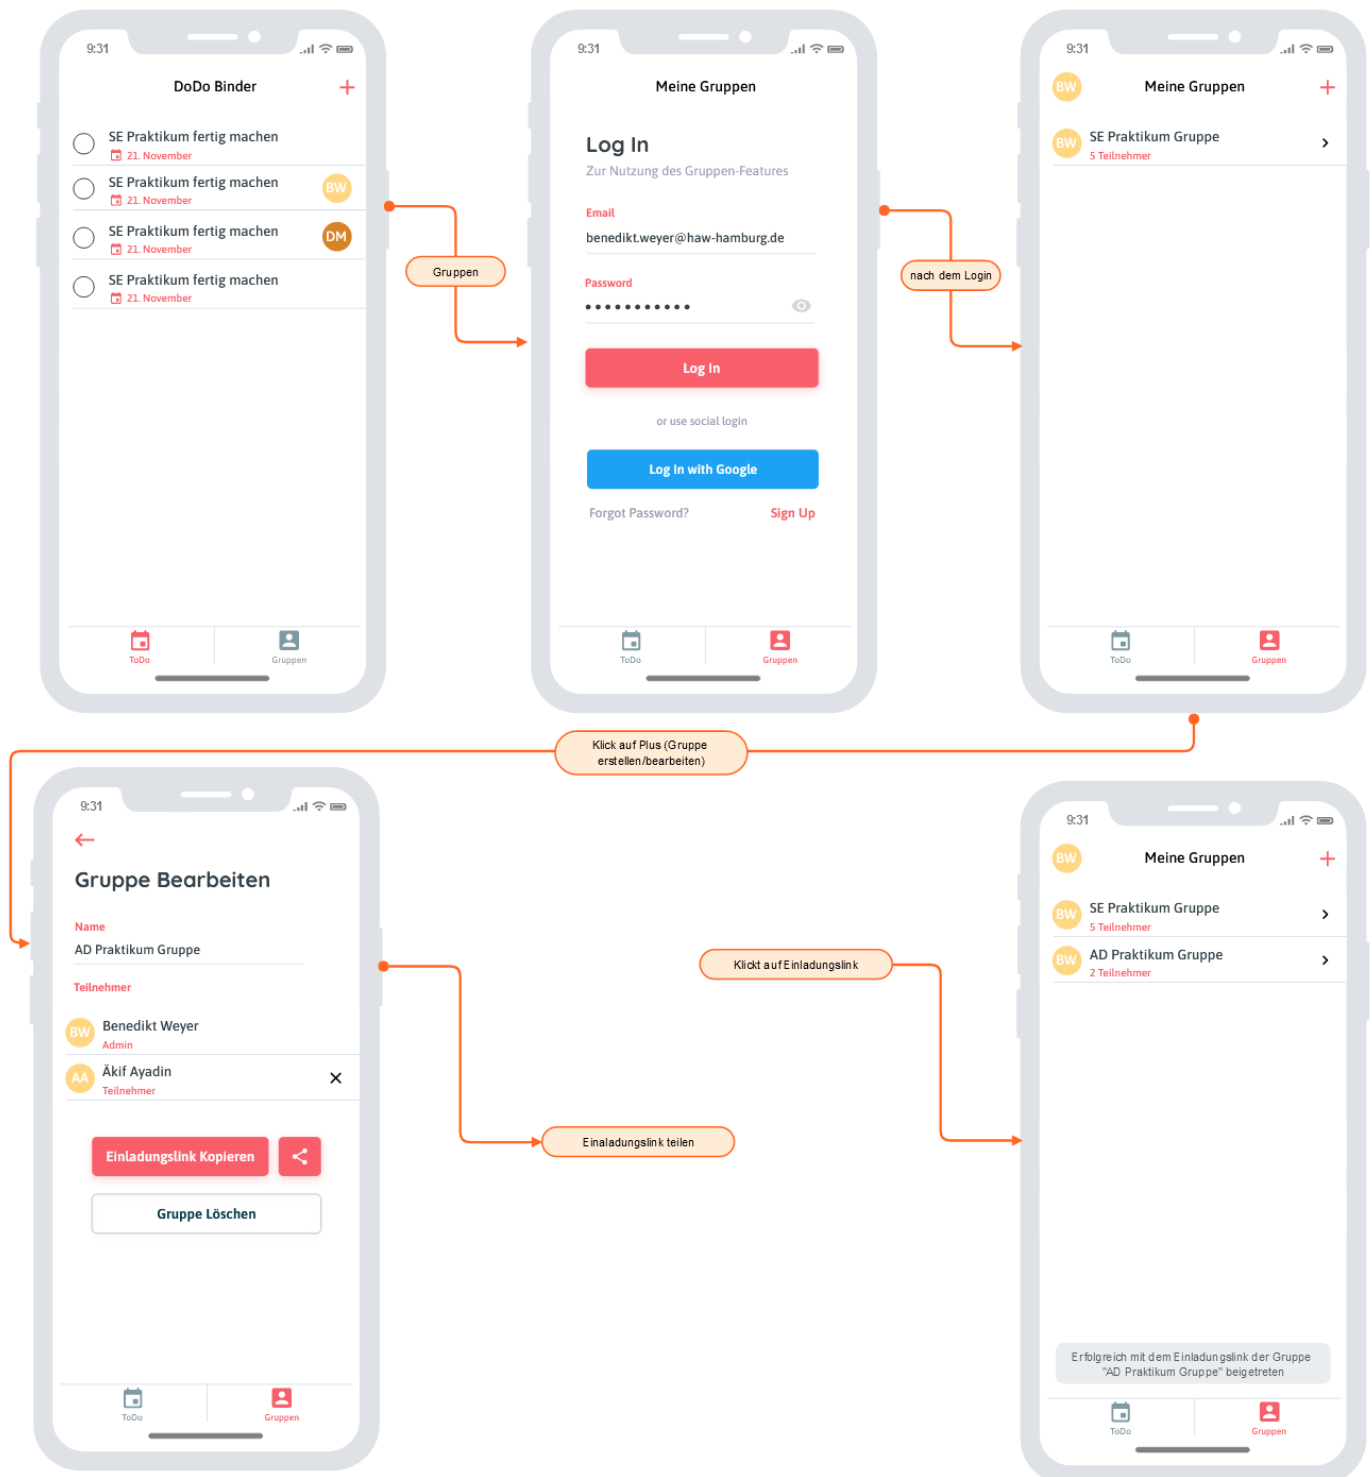 9:31
DoDo Binder
SE Praktikum fertig machen
21. November
SE Praktikum fertig machen
21. November
BW
SE Praktikum fertig machen
21. November
DM
SE Praktikum fertig machen
21. November
ToDo
Gruppen
Gruppen
9:31
Meine Gruppen
Log In
Zur Nutzung des Gruppen-Features
Email
benedikt.weyer@haw-hamburg.de
Password
Log In
or use social login
Log In with Google
Forgot Password?
Sign Up
ToDo
Gruppen
nach dem Login
9:31
BW
Meine Gruppen
BW
SE Praktikum Gruppe
5 Teilnehmer
ToDo
Gruppen
Klick auf Plus (Gruppe
erstellen/bearbeiten)
9:31
Gruppe Bearbeiten
Name
AD Praktikum Gruppe
Teilnehmer
BW
Benedikt Weyer
Admin
AA
Äkif Ayadin
Teilnehmer
Einladungslink Kopieren
Gruppe Löschen
ToDo
Gruppen
Einaladungslink teilen
Klickt auf Einladungslink
9:31
BW
Meine Gruppen
BW
SE Praktikum Gruppe
5 Teilnehmer
BW
AD Praktikum Gruppe
2 Teilnehmer
Erfolgreich mit dem Einladungslink der Gruppe
"AD Praktikum Gruppe" beigetreten
ToDo
Gruppen